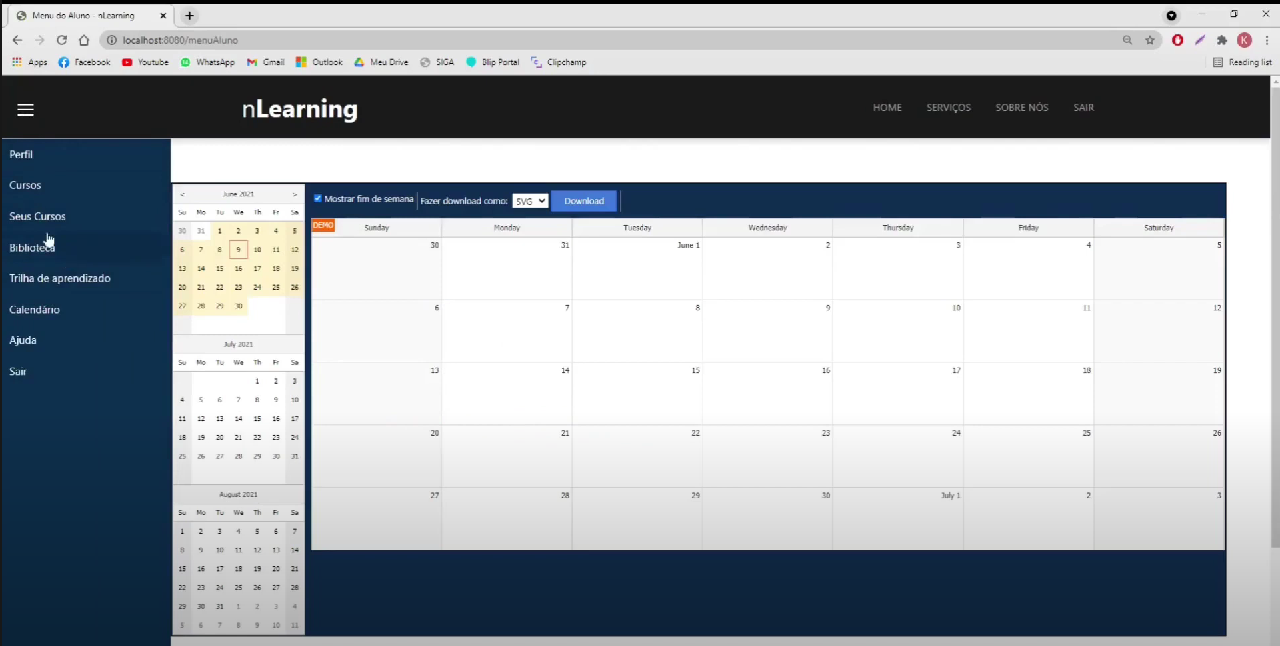 Menu do Aluno - nLearning
localhost:8080/menuAluno
Apps Facebook Youtube WhatsApp Gmail Outlook Meu Drive SIGA Blip Portal Clipchamp Reading list
nLearning HOME SERVIÇOS SOBRE NÓS SAIR
Perfil
Cursos
Seus Cursos
Biblioteca
Trilha de aprendizado
Calendário
Ajuda
Sair
< June 2021 >
Su Mo Tu We Th Fr Sa
30 31 1 2 3 4 5
6 7 8 9 10 11 12
13 14 15 16 17 18 19
20 21 22 23 24 25 26
27 28 29 30
July 2021
Su Mo Tu We Th Fr Sa
1 2 3
4 5 6 7 8 9 10
11 12 13 14 15 16 17
18 19 20 21 22 23 24
25 26 27 28 29 30 31
August 2021
Su Mo Tu We Th Fr Sa
1 2 3 4 5 6 7
8 9 10 11 12 13 14
15 16 17 18 19 20 21
22 23 24 25 26 27 28
29 30 31 1 2 3 4
5 6 7 8 9 10 11
Mostrar fim de semana Fazer download como: SVG Download
DEMO Sunday Monday Tuesday Wednesday Thursday Friday Saturday
30 31 June 1 2 3 4 5
6 7 8 9 10 11 12
13 14 15 16 17 18 19
20 21 22 23 24 25 26
27 28 29 30 July 1 2 3